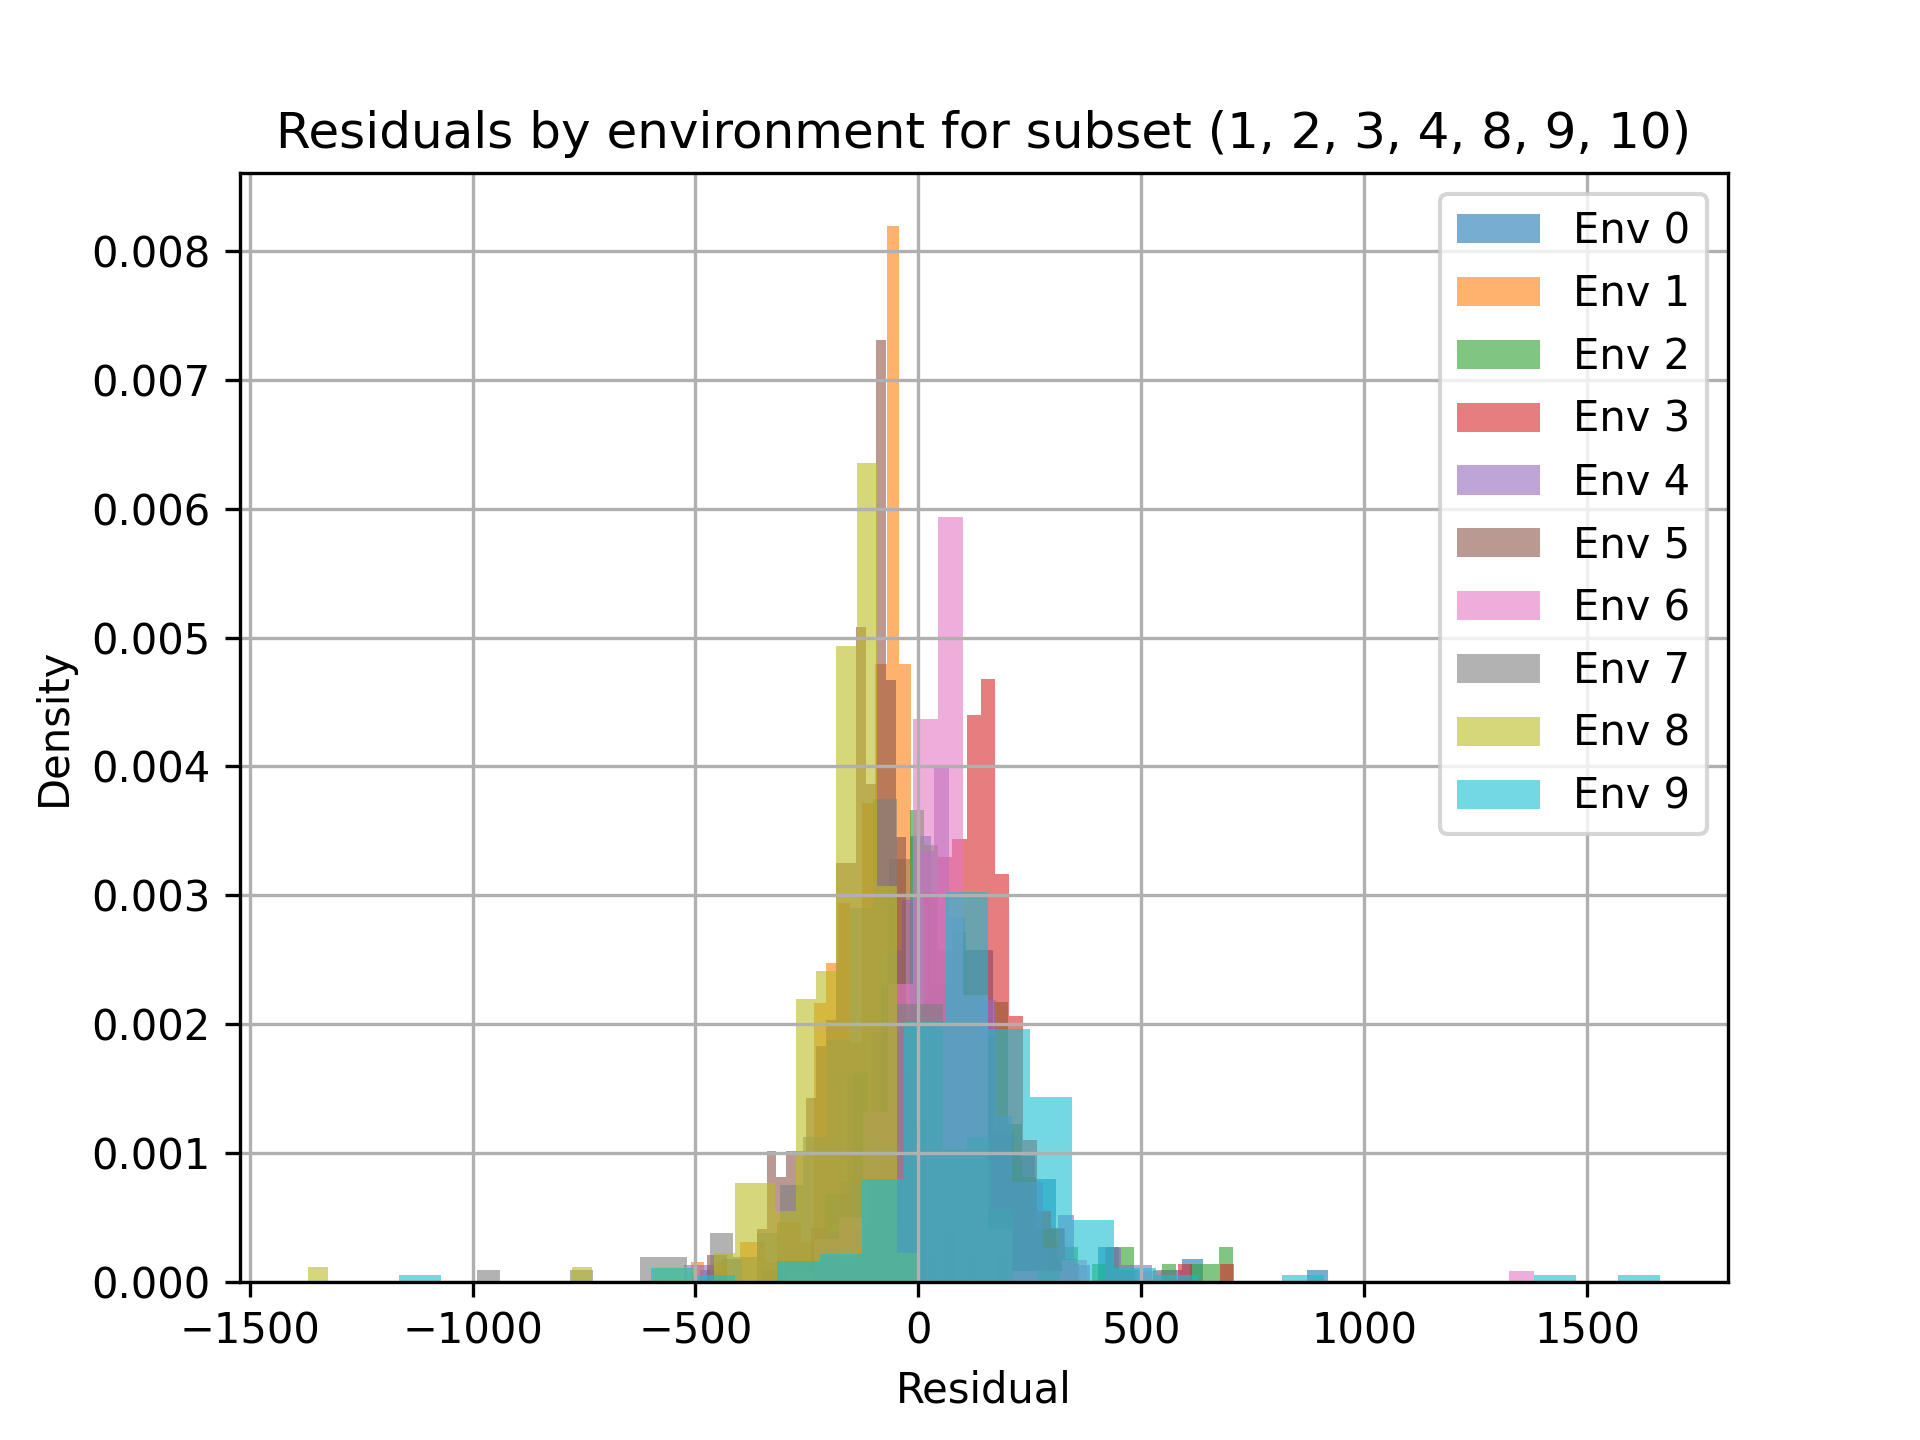 Residuals by environment for subset (1, 2, 3, 4, 8, 9, 10)
Env 0
Env 1
Env 2
Env 3
Env 4
Env 5
Env 6
Env 7
Env 8
Env 9
0.008
0.007
0.006
0.005
0.004
0.003
0.002
0.001
0.000
Density
−1500 −1000 −500 0 500 1000 1500
Residual